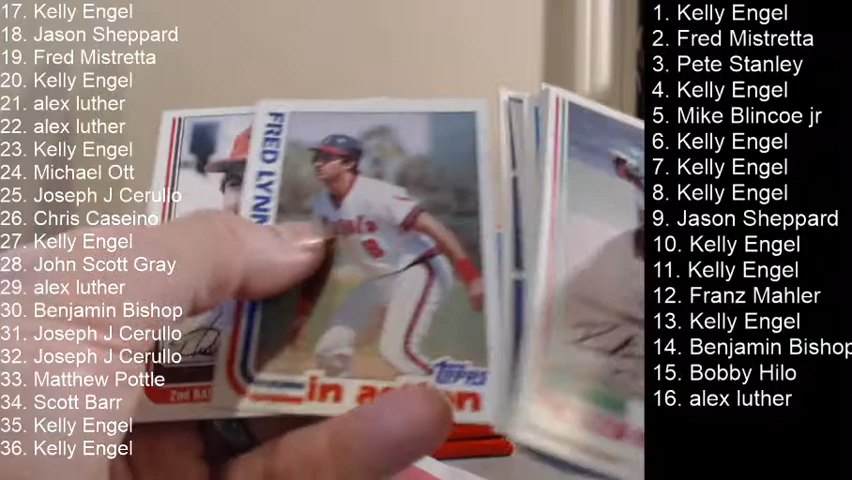 17. Kelly Engel
18. Jason Sheppard
19. Fred Mistretta
20. Kelly Engel
21. alex luther
22. alex luther
23. Kelly Engel
24. Michael Ott
25. Joseph J Cerullo
26. Chris Caseino
27. Kelly Engel
28. John Scott Gray
29. alex luther
30. Benjamin Bishop
31. Joseph J Cerullo
32. Joseph J Cerullo
33. Matthew Pottle
34. Scott Barr
35. Kelly Engel
36. Kelly Engel
FRED LYNN
8
Topps
in
2nd
1. Kelly Engel
2. Fred Mistretta
3. Pete Stanley
4. Kelly Engel
5. Mike Blincoe jr
6. Kelly Engel
7. Kelly Engel
8. Kelly Engel
9. Jason Sheppard
10. Kelly Engel
11. Kelly Engel
12. Franz Mahler
13. Kelly Engel
14. Benjamin Bishop
15. Bobby Hilo
16. alex luther